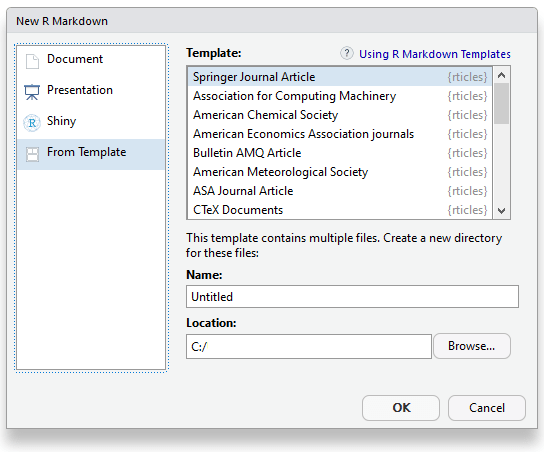 New R Markdown
Document
Presentation
R Shiny
From Template
Template:
? Using R Markdown Templates
Springer Journal Article {rticles}
Association for Computing Machinery {rticles}
American Chemical Society {rticles}
American Economics Association journals {rticles}
Bulletin AMQ Article {rticles}
American Meteorological Society {rticles}
ASA Journal Article {rticles}
CTeX Documents {rticles}
This template contains multiple files. Create a new directory
for these files:
Name:
Untitled
Location:
C:/
Browse...
OK
Cancel